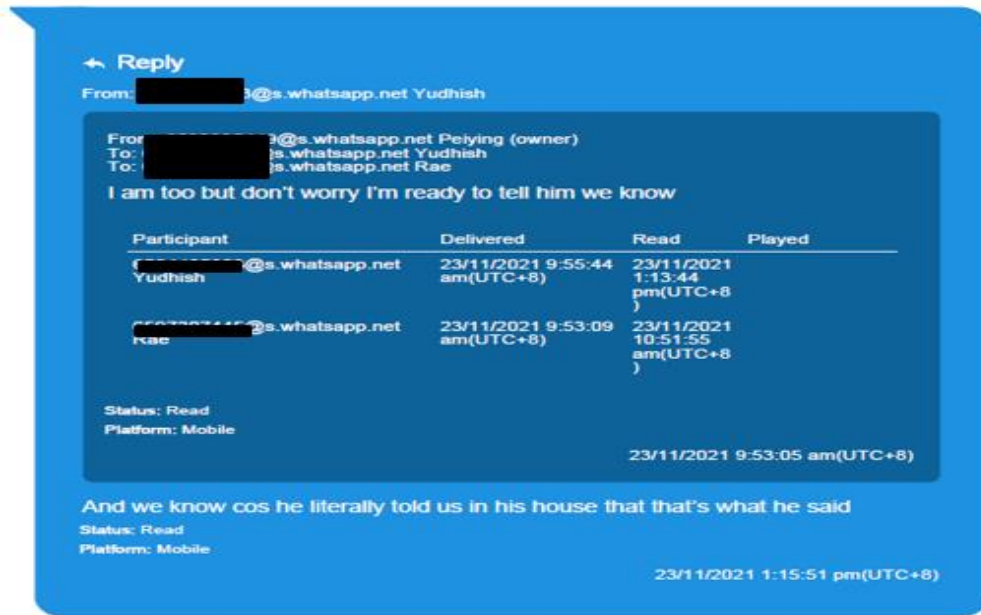 Reply
From: 3@s.whatsapp.net Yudhish
From: 9@s.whatsapp.net Peiying (owner)
To: @s.whatsapp.net Yudhish
To: @s.whatsapp.net Rae
I am too but don't worry I'm ready to tell him we know
Participant Delivered Read Played
@s.whatsapp.net 23/11/2021 9:55:44 23/11/2021
Yudhish am(UTC+8) 1:13:44
pm(UTC+8
)
@s.whatsapp.net 23/11/2021 9:53:09 23/11/2021
Rae am(UTC+8) 10:51:55
am(UTC+8
)
Status: Read
Platform: Mobile
23/11/2021 9:53:05 am(UTC+8)
And we know cos he literally told us in his house that that's what he said
Status: Read
Platform: Mobile
23/11/2021 1:15:51 pm(UTC+8)